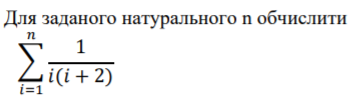 Для заданого натурального n обчислити
n
∑ 1/(i(i + 2))
i=1